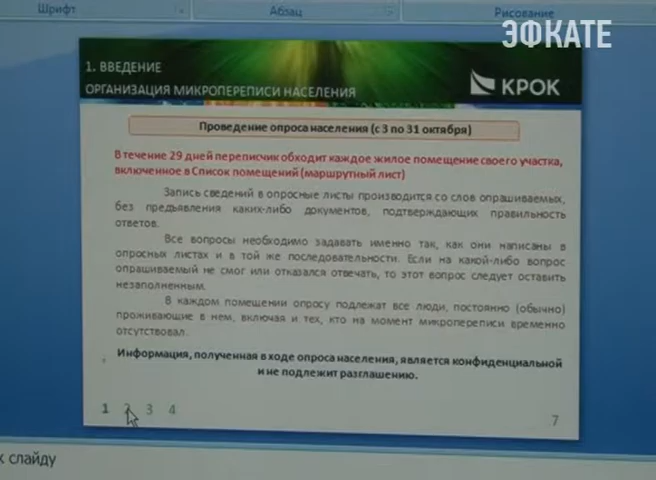 Шрифт
Абзац
Рисование
ЭФКАТЕ
1. ВВЕДЕНИЕ
ОРГАНИЗАЦИЯ МИКРОПЕРЕПИСИ НАСЕЛЕНИЯ
КРОК
Проведение опроса населения (с 3 по 31 октября)
В течение 29 дней переписчик обходит каждое жилое помещение своего участка,
включенное в Список помещений (маршрутный лист)
Запись сведений в опросные листы производится со слов опрашиваемых,
без предъявления каких-либо документов, подтверждающих правильность
ответов.
Все вопросы необходимо задавать именно так, как они написаны в
опросных листах и в той же последовательности. Если на какой-либо вопрос
опрашиваемый не смог или отказался отвечать, то этот вопрос следует оставить
незаполненным.
В каждом помещении опросу подлежат все люди, постоянно (обычно)
проживающие в нем, включая и тех, кто на момент микропереписи временно
отсутствовал.
Информация, полученная в ходе опроса населения, является конфиденциальной
и не подлежит разглашению.
1 2 3 4
7
к слайду